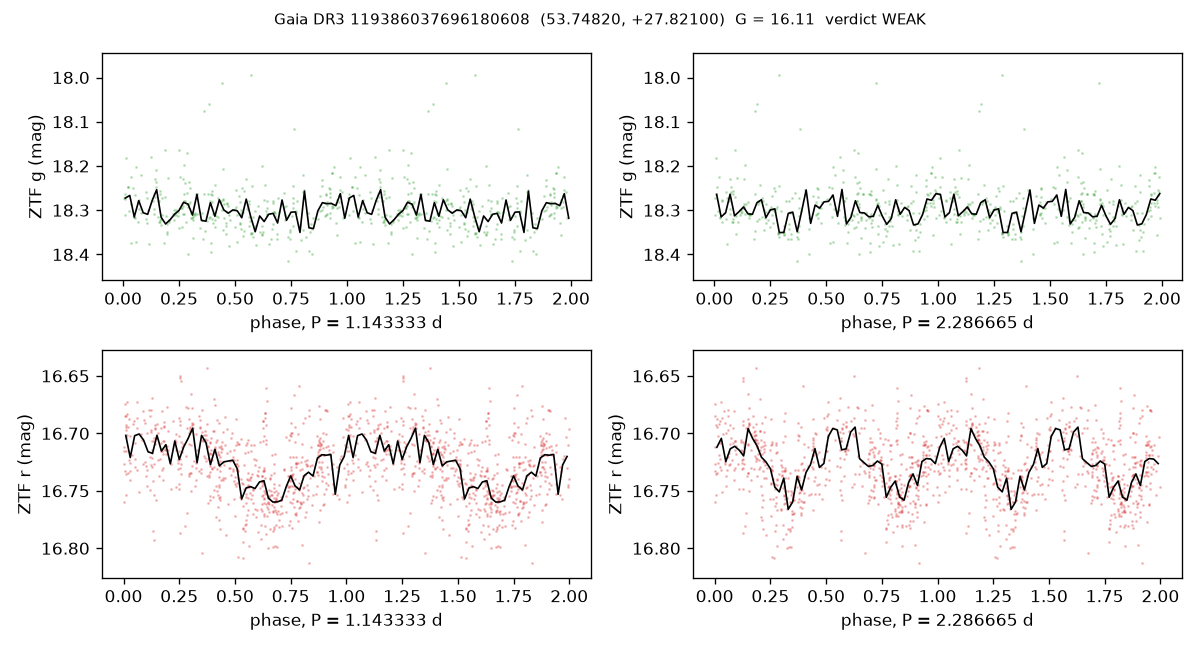 Gaia DR3 119386037696180608  (53.74820, +27.82100)  G = 16.11  verdict WEAK
ZTF g (mag)
18.0
18.1
18.2
18.3
18.4
0.00 0.25 0.50 0.75 1.00 1.25 1.50 1.75 2.00
phase, P = 1.143333 d
ZTF g (mag)
18.0
18.1
18.2
18.3
18.4
0.00 0.25 0.50 0.75 1.00 1.25 1.50 1.75 2.00
phase, P = 2.286665 d
ZTF r (mag)
16.65
16.70
16.75
16.80
0.00 0.25 0.50 0.75 1.00 1.25 1.50 1.75 2.00
phase, P = 1.143333 d
ZTF r (mag)
16.65
16.70
16.75
16.80
0.00 0.25 0.50 0.75 1.00 1.25 1.50 1.75 2.00
phase, P = 2.286665 d